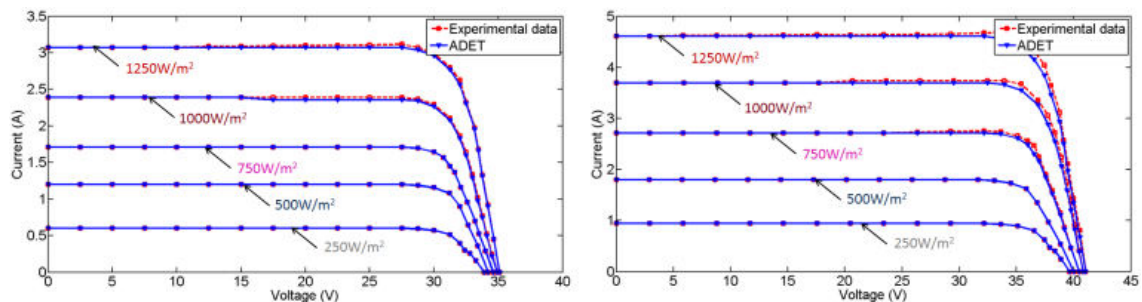 3.5
3
2.5
2
1.5
1
0.5
0
Current (A)
0 5 10 15 20 25 30 35 40
Voltage (V)
Experimental data
ADET
1250W/m²
1000W/m²
750W/m²
500W/m²
250W/m²
5
4
3
2
1
0
Current (A)
0 5 10 15 20 25 30 35 40 45
Voltage (V)
Experimental data
ADET
1250W/m²
1000W/m²
750W/m²
500W/m²
250W/m²